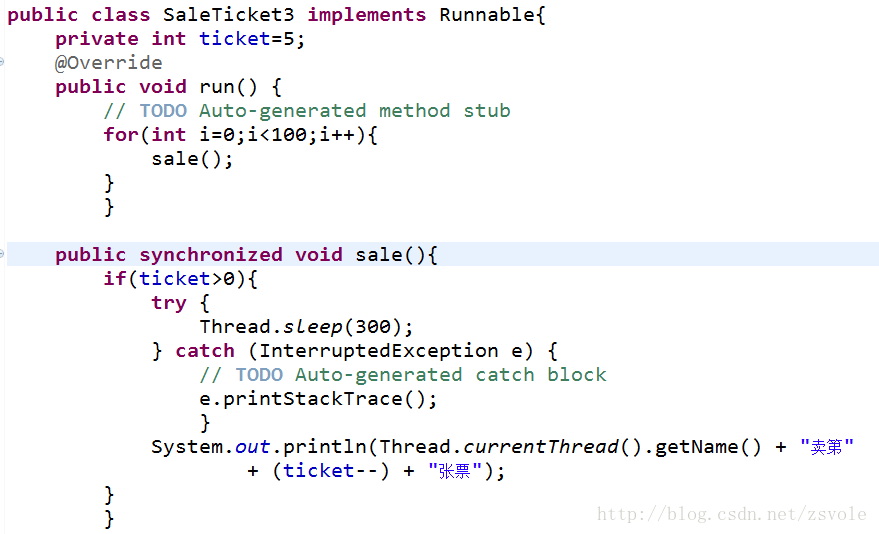 public class SaleTicket3 implements Runnable{
    private int ticket=5;
    @Override
    public void run() {
        // TODO Auto-generated method stub
        for(int i=0;i<100;i++){
            sale();
        }
        }

    public synchronized void sale(){
        if(ticket>0){
            try {
                Thread.sleep(300);
            } catch (InterruptedException e) {
                // TODO Auto-generated catch block
                e.printStackTrace();
                }
            System.out.println(Thread.currentThread().getName() + "卖第"
                    + (ticket--) + "张票");
        }
        }
http://blog.csdn.net/zsvole